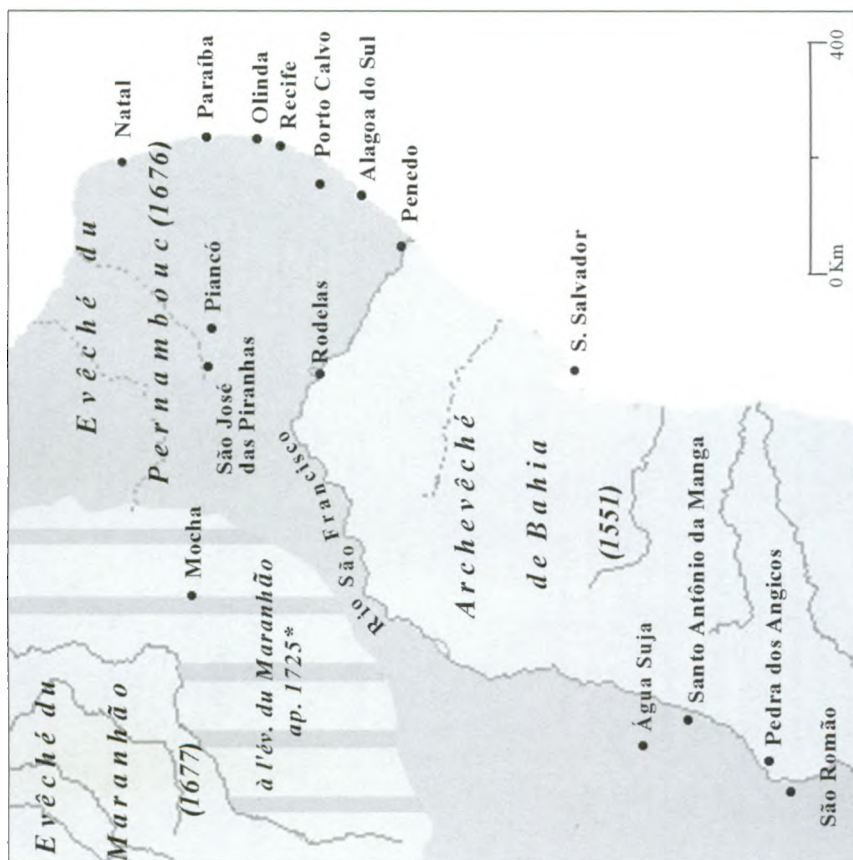 Evêché du
Maranhão
(1677)
à l'év. du Maranhão
ap. 1725*
Mocha
Evêché du
Pernambouc (1676)
São José
das Piranhas
Piancó
Natal
Paraíba
Olinda
Recife
Porto Calvo
Alagoa do Sul
Penedo
Rodelas
Rio São Francisco
Archevêché
de Bahia
(1551)
S. Salvador
Água Suja
Santo Antônio da Manga
Pedra dos Angicos
São Romão
0 Km
400